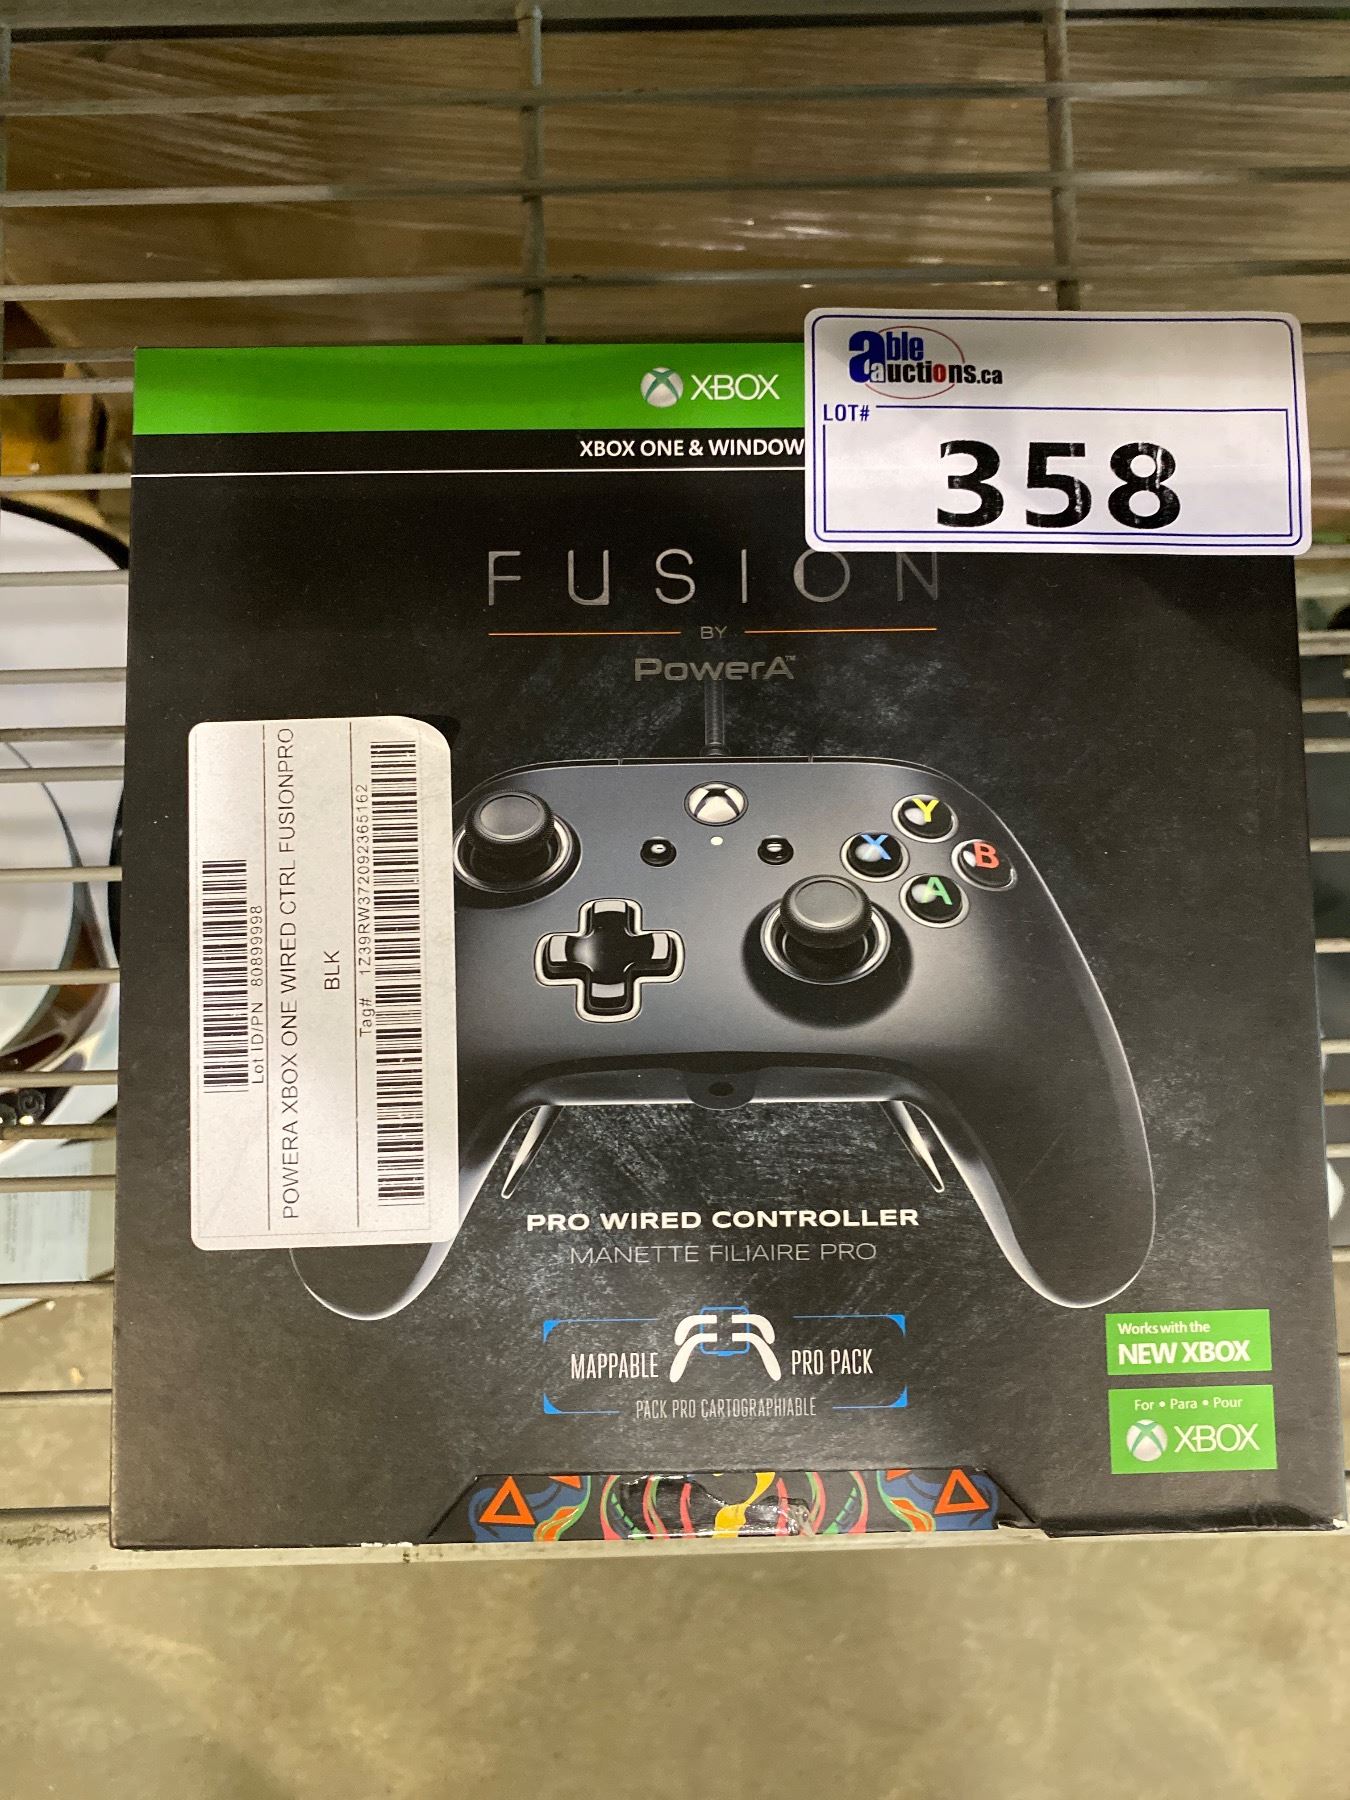 able
auctions.ca
LOT#
358
XBOX
XBOX ONE & WINDOW
FUSION
BY
PowerA™
Lot ID/PN 80899998
POWERA XBOX ONE WIRED CTRL FUSIONPRO
BLK
Tag# 1Z39RW372092365162
Y
X
B
A
PRO WIRED CONTROLLER
MANETTE FILIAIRE PRO
MAPPABLE PRO PACK
PACK PRO CARTOGRAPHIABLE
Works with the
NEW XBOX
For • Para • Pour
XBOX